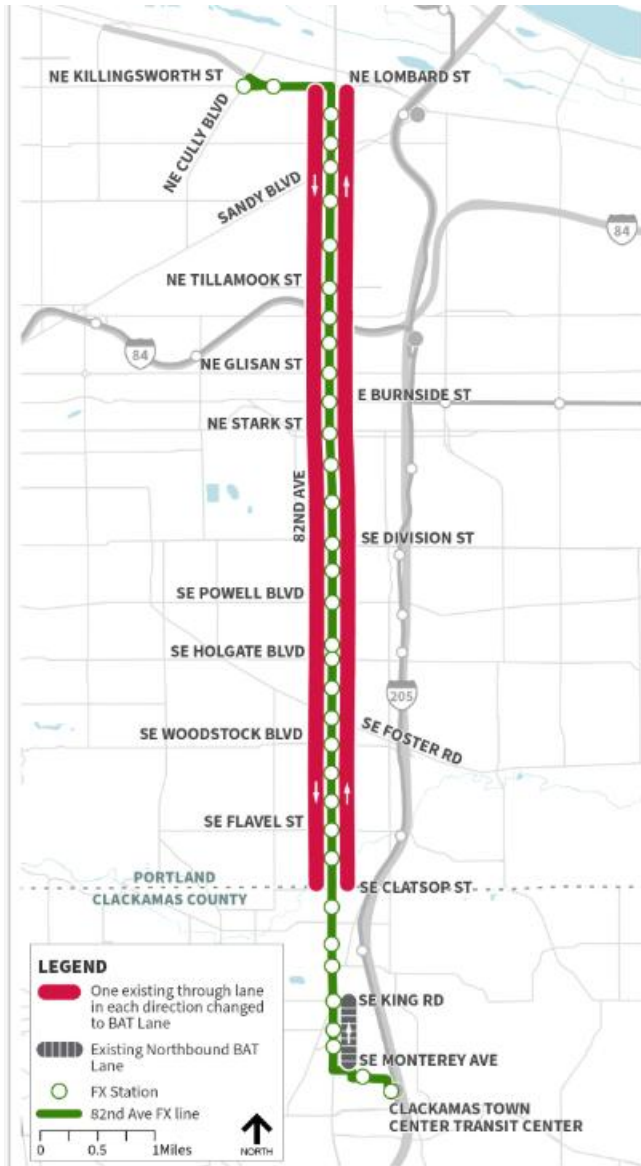 NE KILLINGSWORTH ST
NE LOMBARD ST
NE CULLY BLVD
SANDY BLVD
84
NE TILLAMOOK ST
84
NE GLISAN ST
E BURNSIDE ST
NE STARK ST
82ND AVE
SE DIVISION ST
SE POWELL BLVD
SE HOLGATE BLVD
205
SE WOODSTOCK BLVD
SE FOSTER RD
SE FLAVEL ST
PORTLAND
CLACKAMAS COUNTY
SE CLATSOP ST
SE KING RD
SE MONTEREY AVE
CLACKAMAS TOWN
CENTER TRANSIT CENTER
LEGEND
One existing through lane
in each direction changed
to BAT Lane
Existing Northbound BAT
Lane
FX Station
82nd Ave FX line
0 0.5 1Miles
NORTH